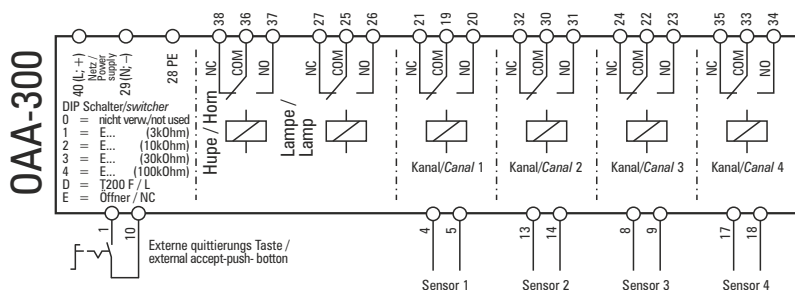 OAA-300
38 36 37 27 25 26 21 19 20 32 30 31 24 22 23 35 33 34
40 (L; +)
Netz /
Power
supply
29 (N; –)
28 PE
NC COM NO
NC COM NO
NC COM NO
NC COM NO
NC COM NO
NC COM NO
DIP Schalter/switcher
0 = nicht verw./not used
1 = E... (3kOhm)
2 = E... (10kOhm)
3 = E... (30kOhm)
4 = E... (100kOhm)
D = T200 F / L
E = Öffner / NC
Hupe / Horn
Lampe /
Lamp
Kanal/Canal 1
Kanal/Canal 2
Kanal/Canal 3
Kanal/Canal 4
1 10 4 5 13 14 8 9 17 18
Externe quittierungs Taste /
external accept-push- botton
Sensor 1
Sensor 2
Sensor 3
Sensor 4